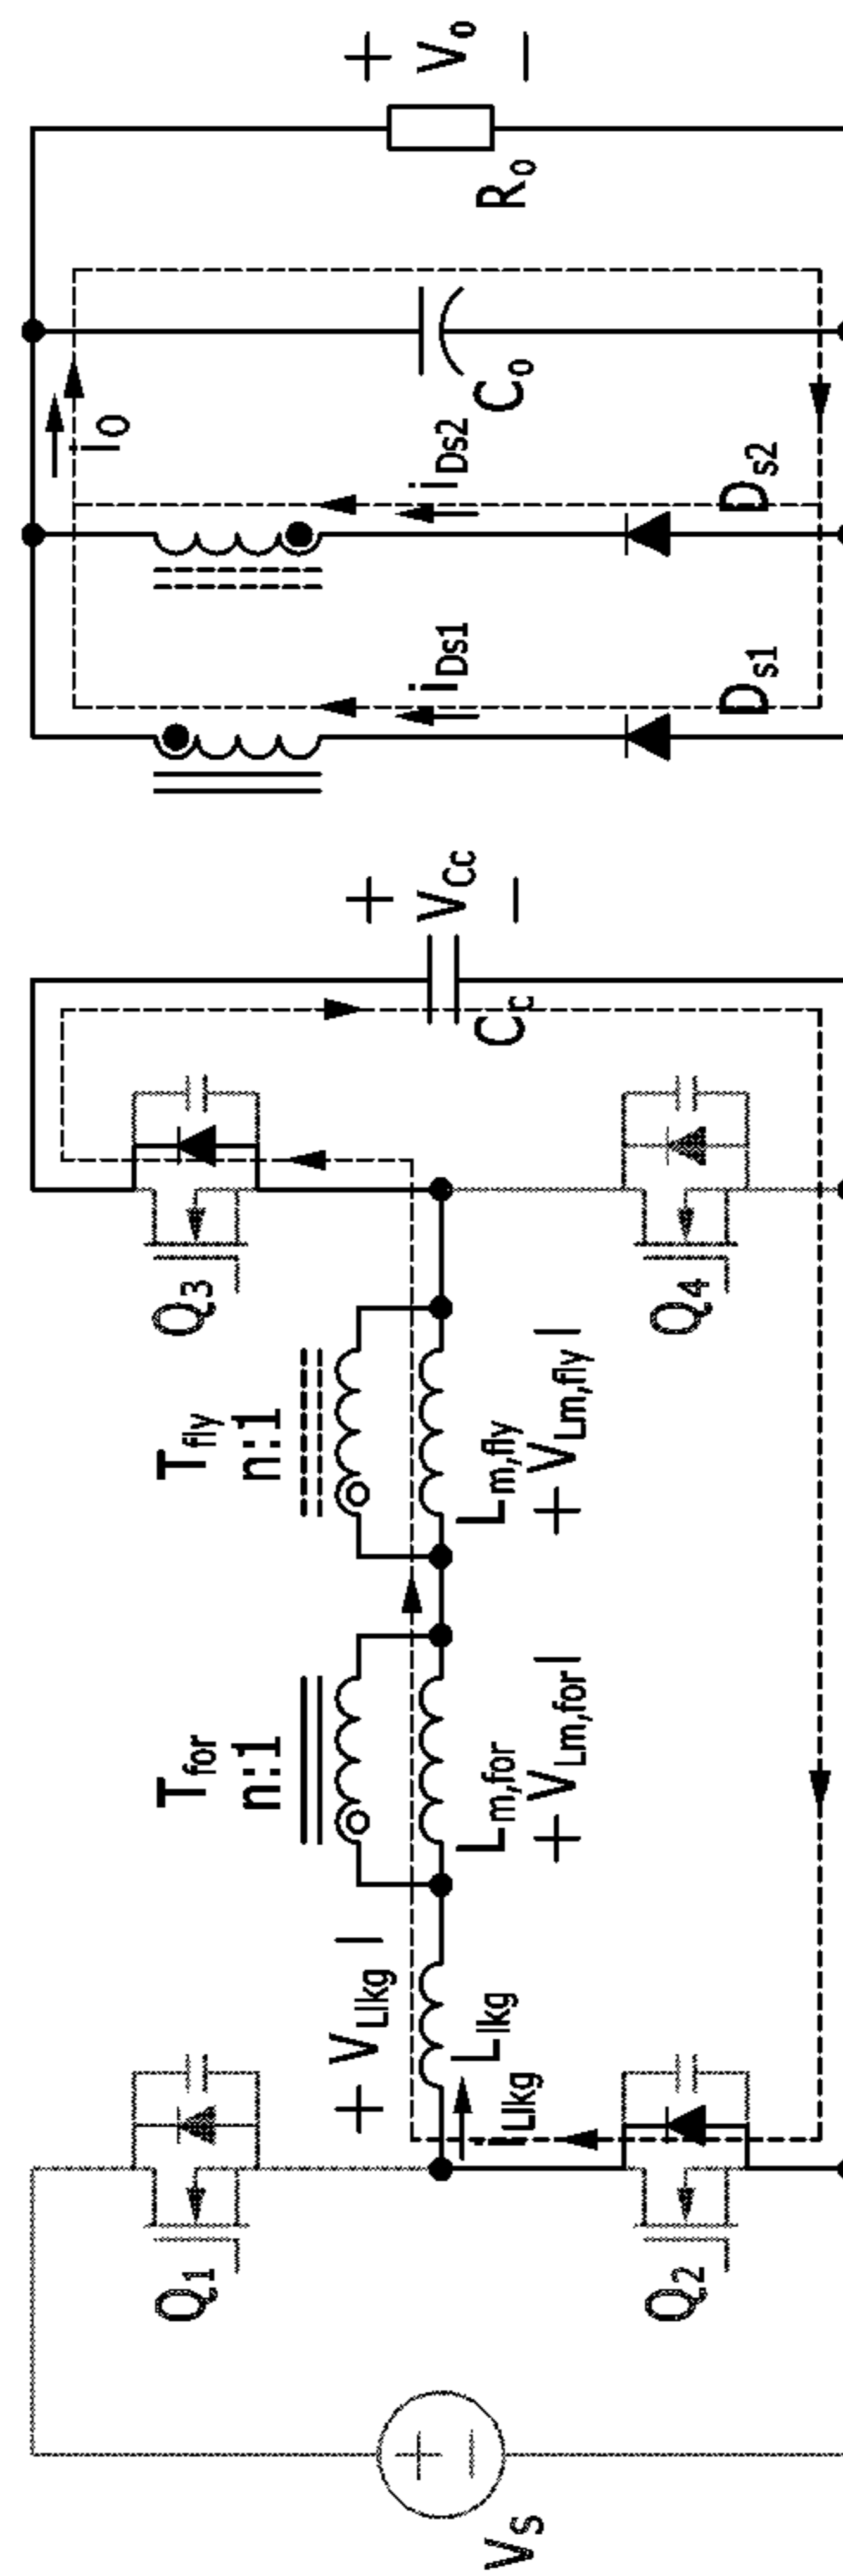 V_S
Q_1
Q_2
+ V_Llkg −
L_lkg
i_Llkg
T_for
n:1
L_m,for
+ V_Lm,for −
T_fly
n:1
L_m,fly
+ V_Lm,fly −
Q_3
Q_4
C_c
+
V_Cc
−
D_s1
i_Ds1
D_s2
i_Ds2
i_O
C_o
R_o
+
V_o
−